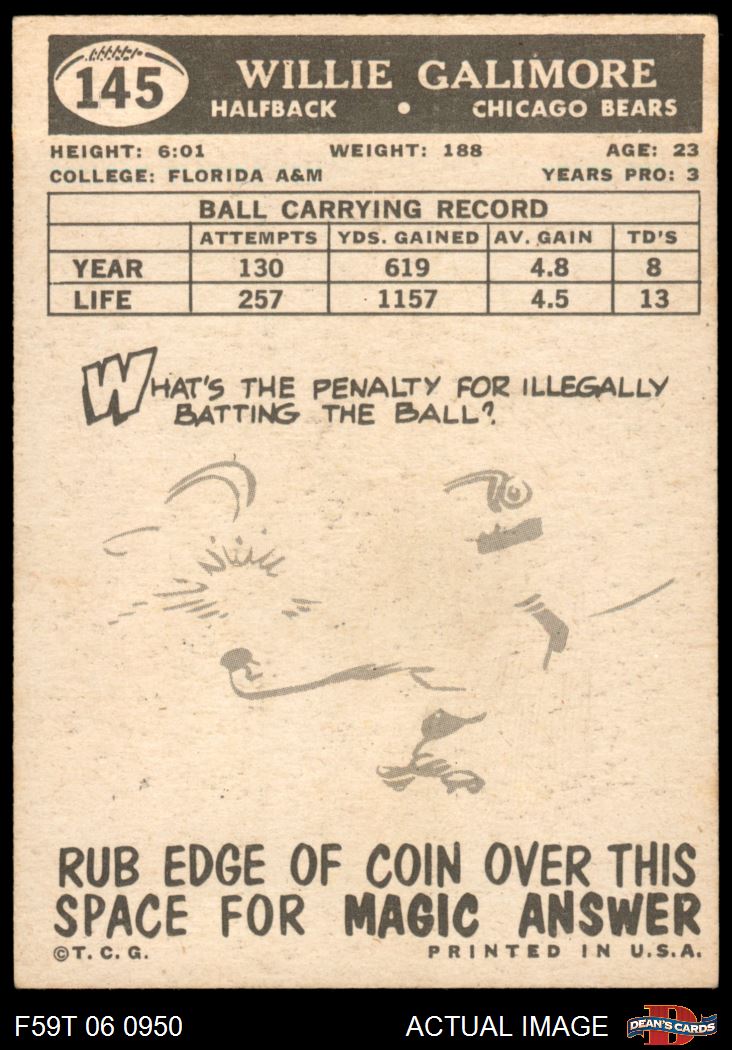 145
WILLIE GALIMORE
HALFBACK • CHICAGO BEARS
HEIGHT: 6:01 WEIGHT: 188 AGE: 23
COLLEGE: FLORIDA A&M YEARS PRO: 3
BALL CARRYING RECORD
ATTEMPTS YDS. GAINED AV. GAIN TD'S
YEAR 130 619 4.8 8
LIFE 257 1157 4.5 13
WHAT'S THE PENALTY FOR ILLEGALLY
BATTING THE BALL?
RUB EDGE OF COIN OVER THIS
SPACE FOR MAGIC ANSWER
©T. C. G. PRINTED IN U.S.A.
F59T 06 0950 ACTUAL IMAGE DEAN'S CARDS